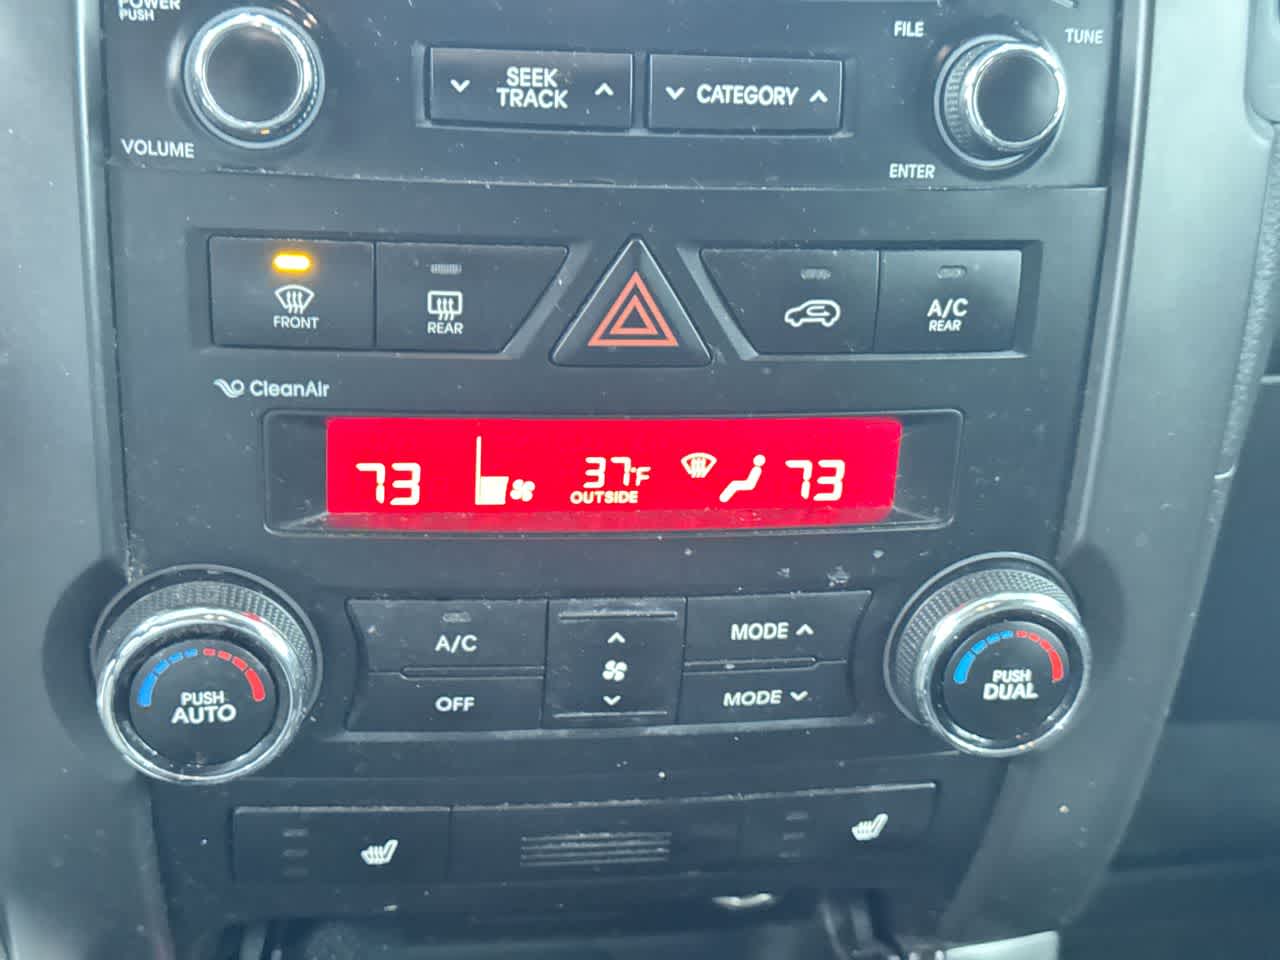 POWER
PUSH
VOLUME
SEEK
TRACK
CATEGORY
FILE
TUNE
ENTER
FRONT
REAR
A/C
REAR
CleanAir
73
37°F
OUTSIDE
73
PUSH
AUTO
A/C
OFF
MODE
MODE
PUSH
DUAL